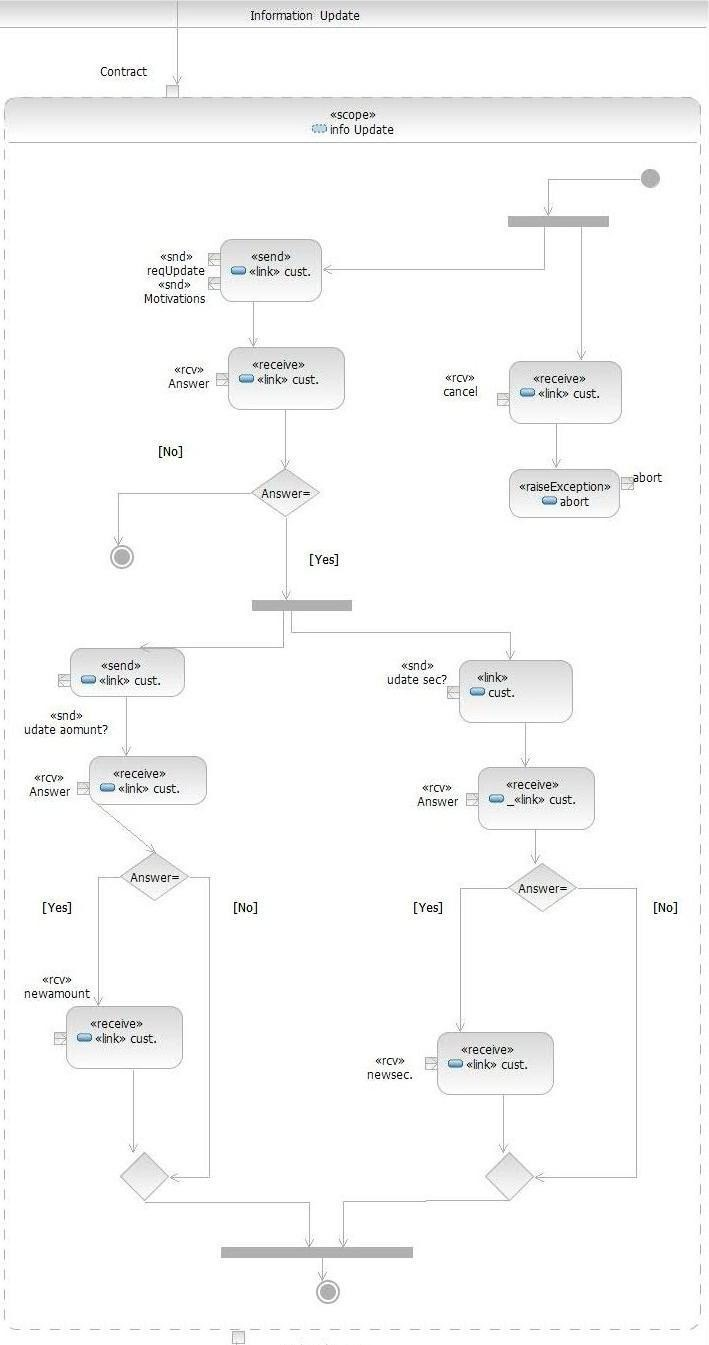 Information Update
Contract
«scope»
info Update
«snd»
reqUpdate
«snd»
Motivations
«send»
«link» cust.
«rcv»
Answer
«receive»
«link» cust.
«rcv»
cancel
«receive»
«link» cust.
[No]
Answer=
«raiseException»
abort
abort
[Yes]
«send»
«link» cust.
«snd»
udate aomunt?
«snd»
udate sec?
«link»
cust.
«rcv»
Answer
«receive»
«link» cust.
«rcv»
Answer
«receive»
_«link» cust.
Answer=
[Yes]
[No]
Answer=
[Yes]
[No]
«rcv»
newamount
«receive»
«link» cust.
«rcv»
newsec.
«receive»
«link» cust.